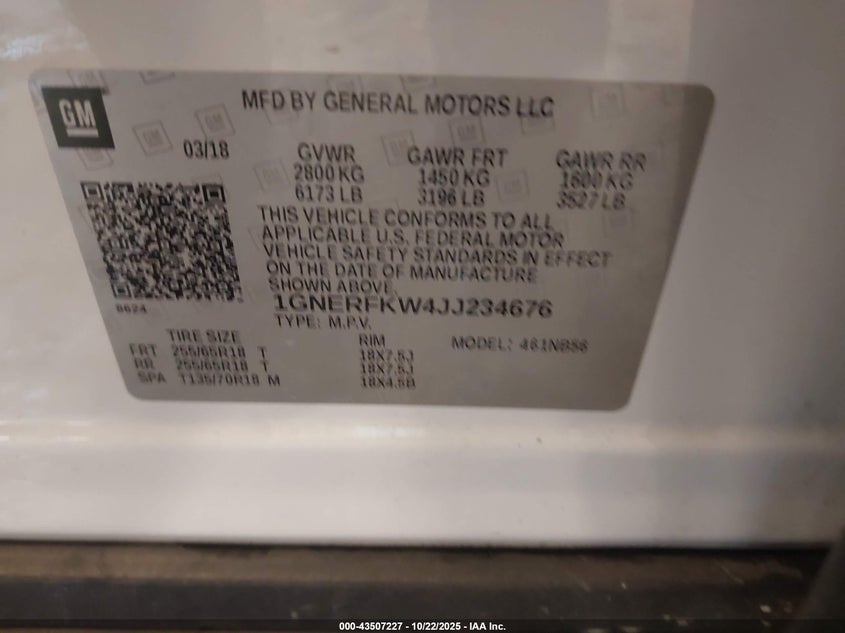 GM
MFD BY GENERAL MOTORS LLC
03/18 GVWR GAWR FRT GAWR RR
2800 KG 1450 KG 1600 KG
6173 LB 3196 LB 3527 LB
THIS VEHICLE CONFORMS TO ALL
APPLICABLE U.S. FEDERAL MOTOR
VEHICLE SAFETY STANDARDS IN EFFECT
ON THE DATE OF MANUFACTURE
SHOWN ABOVE.
1GNERFKW4JJ234676
8624
TYPE: M.P.V.
TIRE SIZE RIM MODEL: 461NB56
FRT 255/65R18 T 18X7.5J
RR 255/65R18 T 18X7.5J
SPA T135/70R18 M 18X4.5B
000-43507227 - 10/22/2025 - IAA Inc.